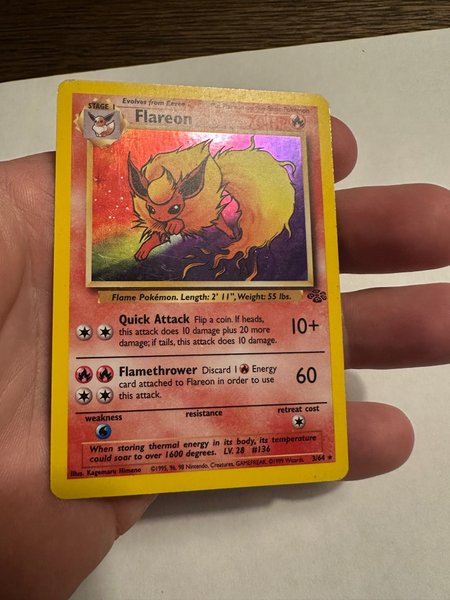 STAGE 1
Evolves from Eevee
Flareon
Flame Pokémon. Length: 2' 11", Weight: 55 lbs.
Quick Attack Flip a coin. If heads,
this attack does 10 damage plus 20 more
damage; if tails, this attack does 10 damage.
10+
Flamethrower Discard 1 Energy
card attached to Flareon in order to use
this attack.
60
weakness
resistance
retreat cost
When storing thermal energy in its body, its temperature
could soar to over 1600 degrees. LV. 28 #136
Illus. Kagemaru Himeno
©1995, 96, 98 Nintendo, Creatures, GAMEFREAK. ©1999 Wizards.
3/64 ★